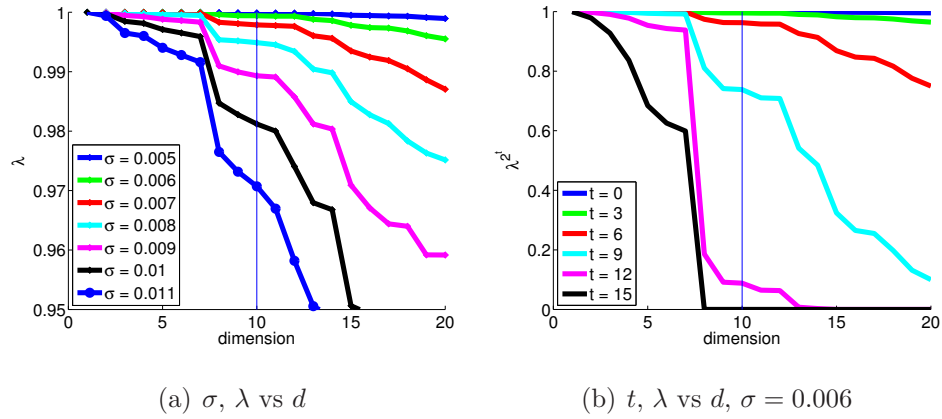 1
0.99
0.98
0.97
0.96
0.95
λ
σ = 0.005
σ = 0.006
σ = 0.007
σ = 0.008
σ = 0.009
σ = 0.01
σ = 0.011
0 5 10 15 20
dimension
(a) σ, λ vs d
1
0.8
0.6
0.4
0.2
0
λ^{2^t}
t = 0
t = 3
t = 6
t = 9
t = 12
t = 15
0 5 10 15 20
dimension
(b) t, λ vs d, σ = 0.006